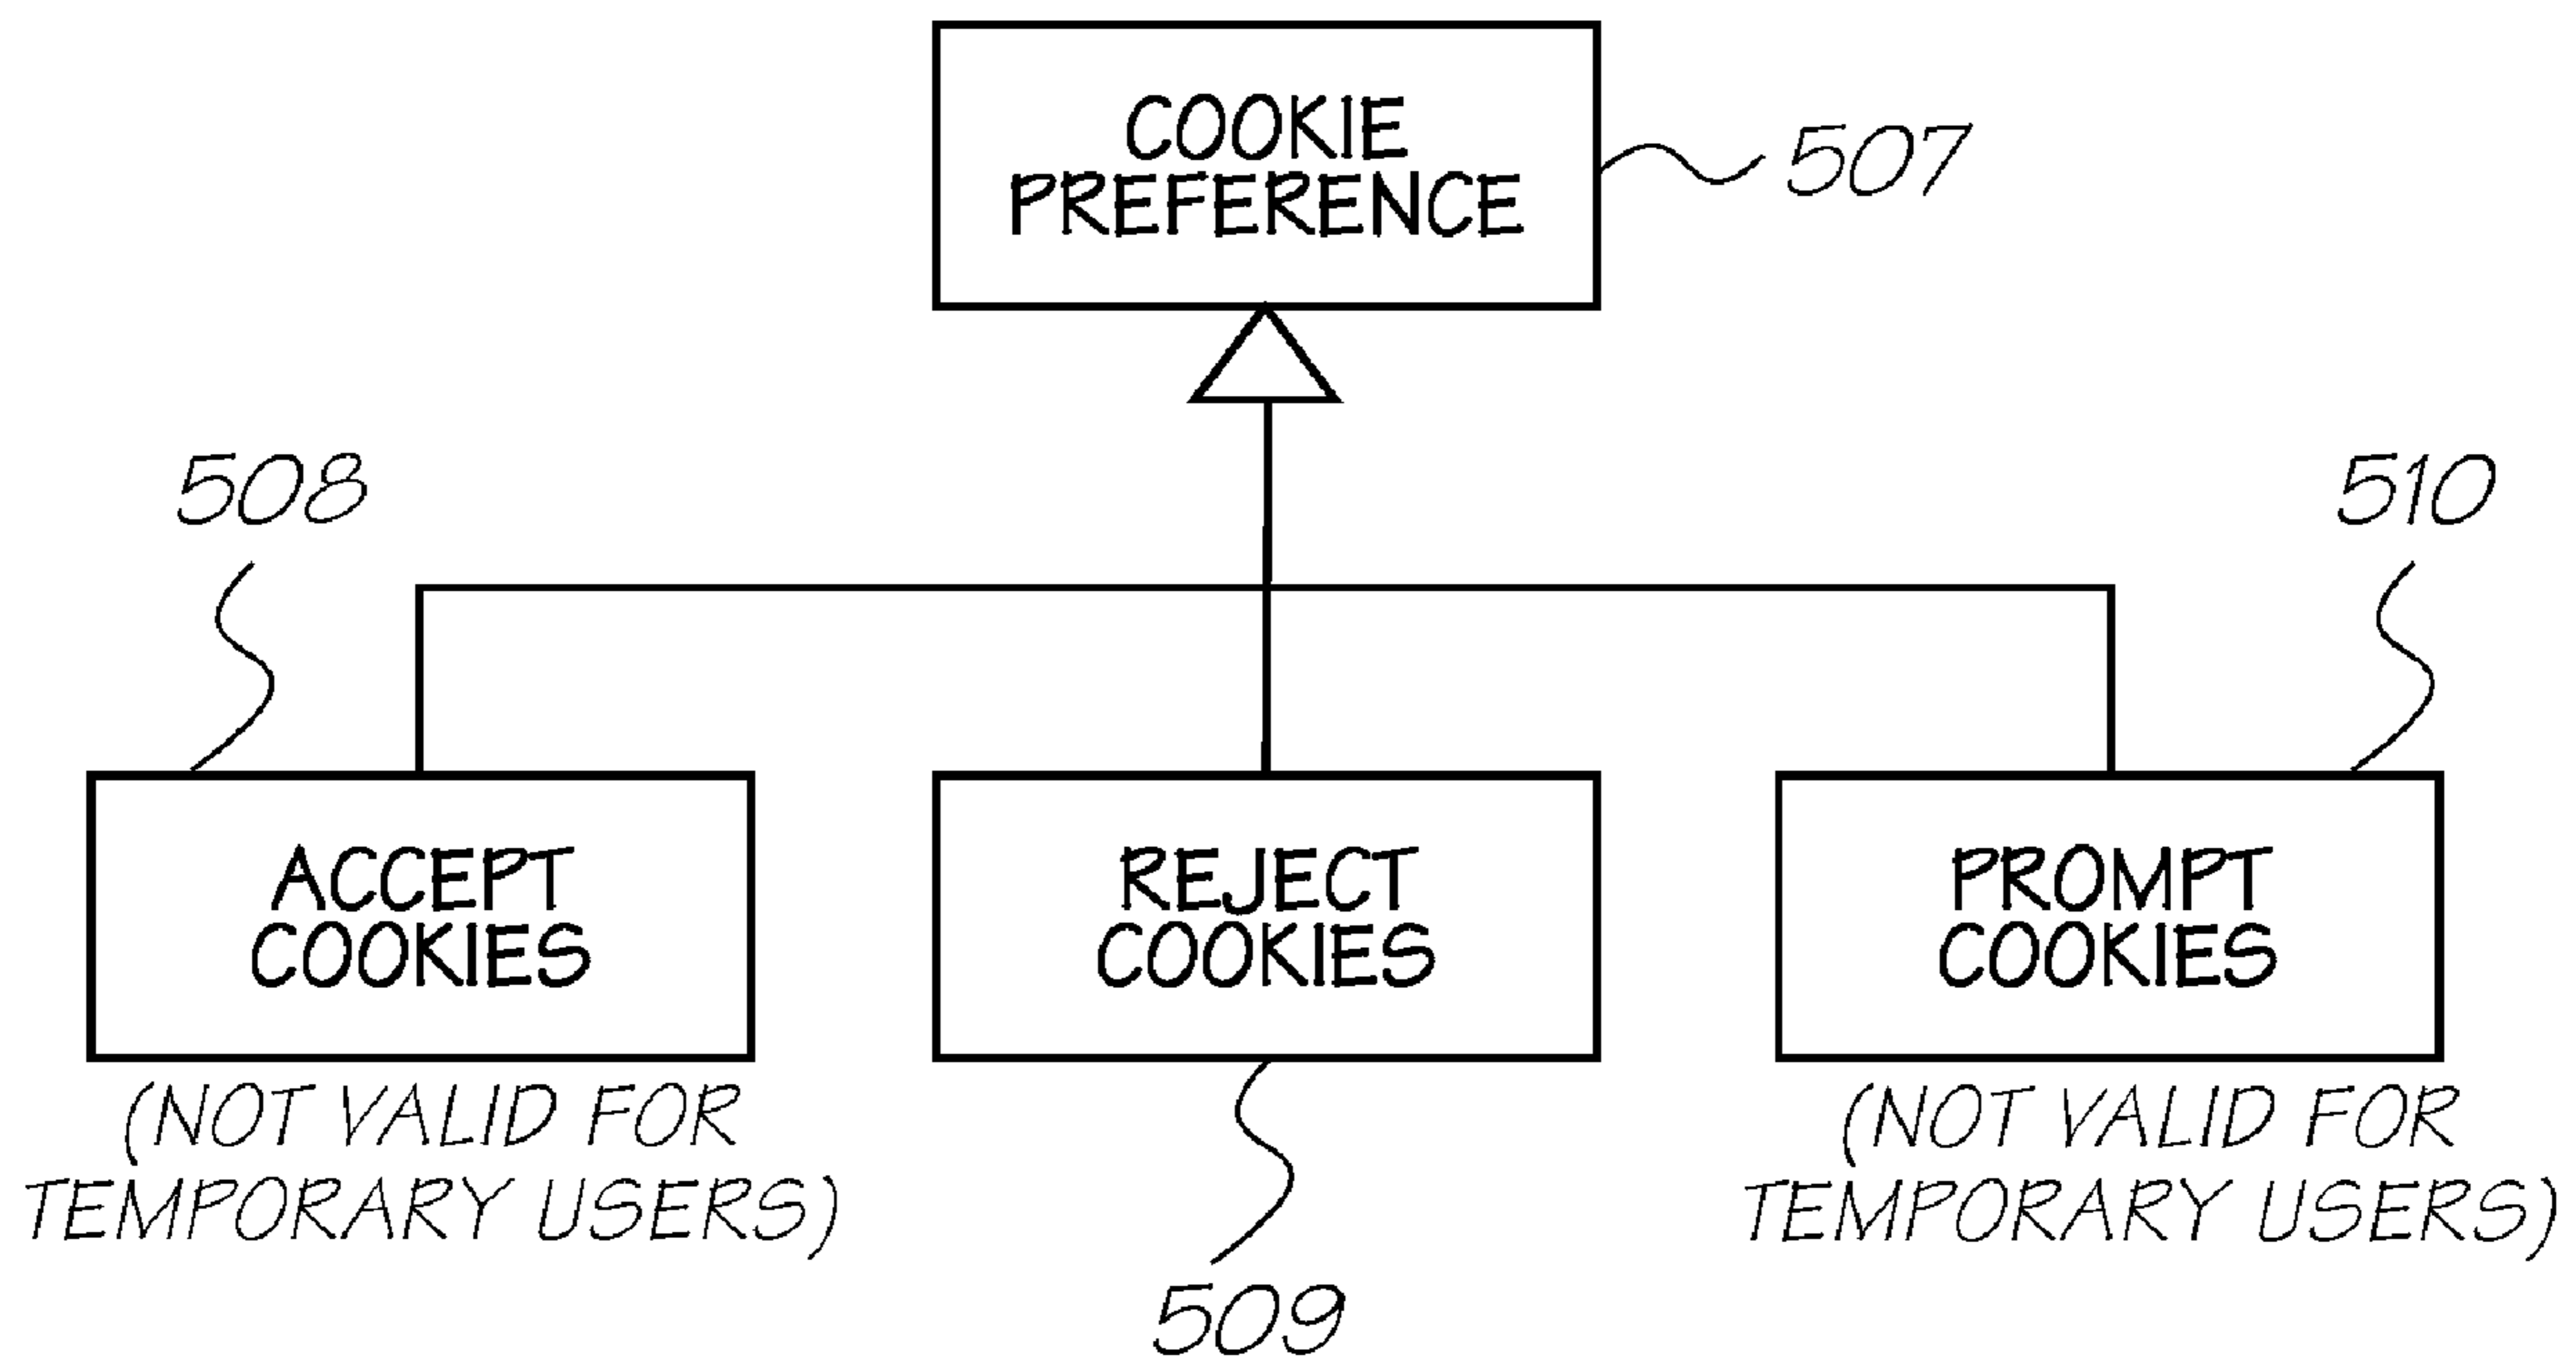 COOKIE
PREFERENCE
507
508
510
ACCEPT
COOKIES
REJECT
COOKIES
PROMPT
COOKIES
(NOT VALID FOR
TEMPORARY USERS)
(NOT VALID FOR
TEMPORARY USERS)
509